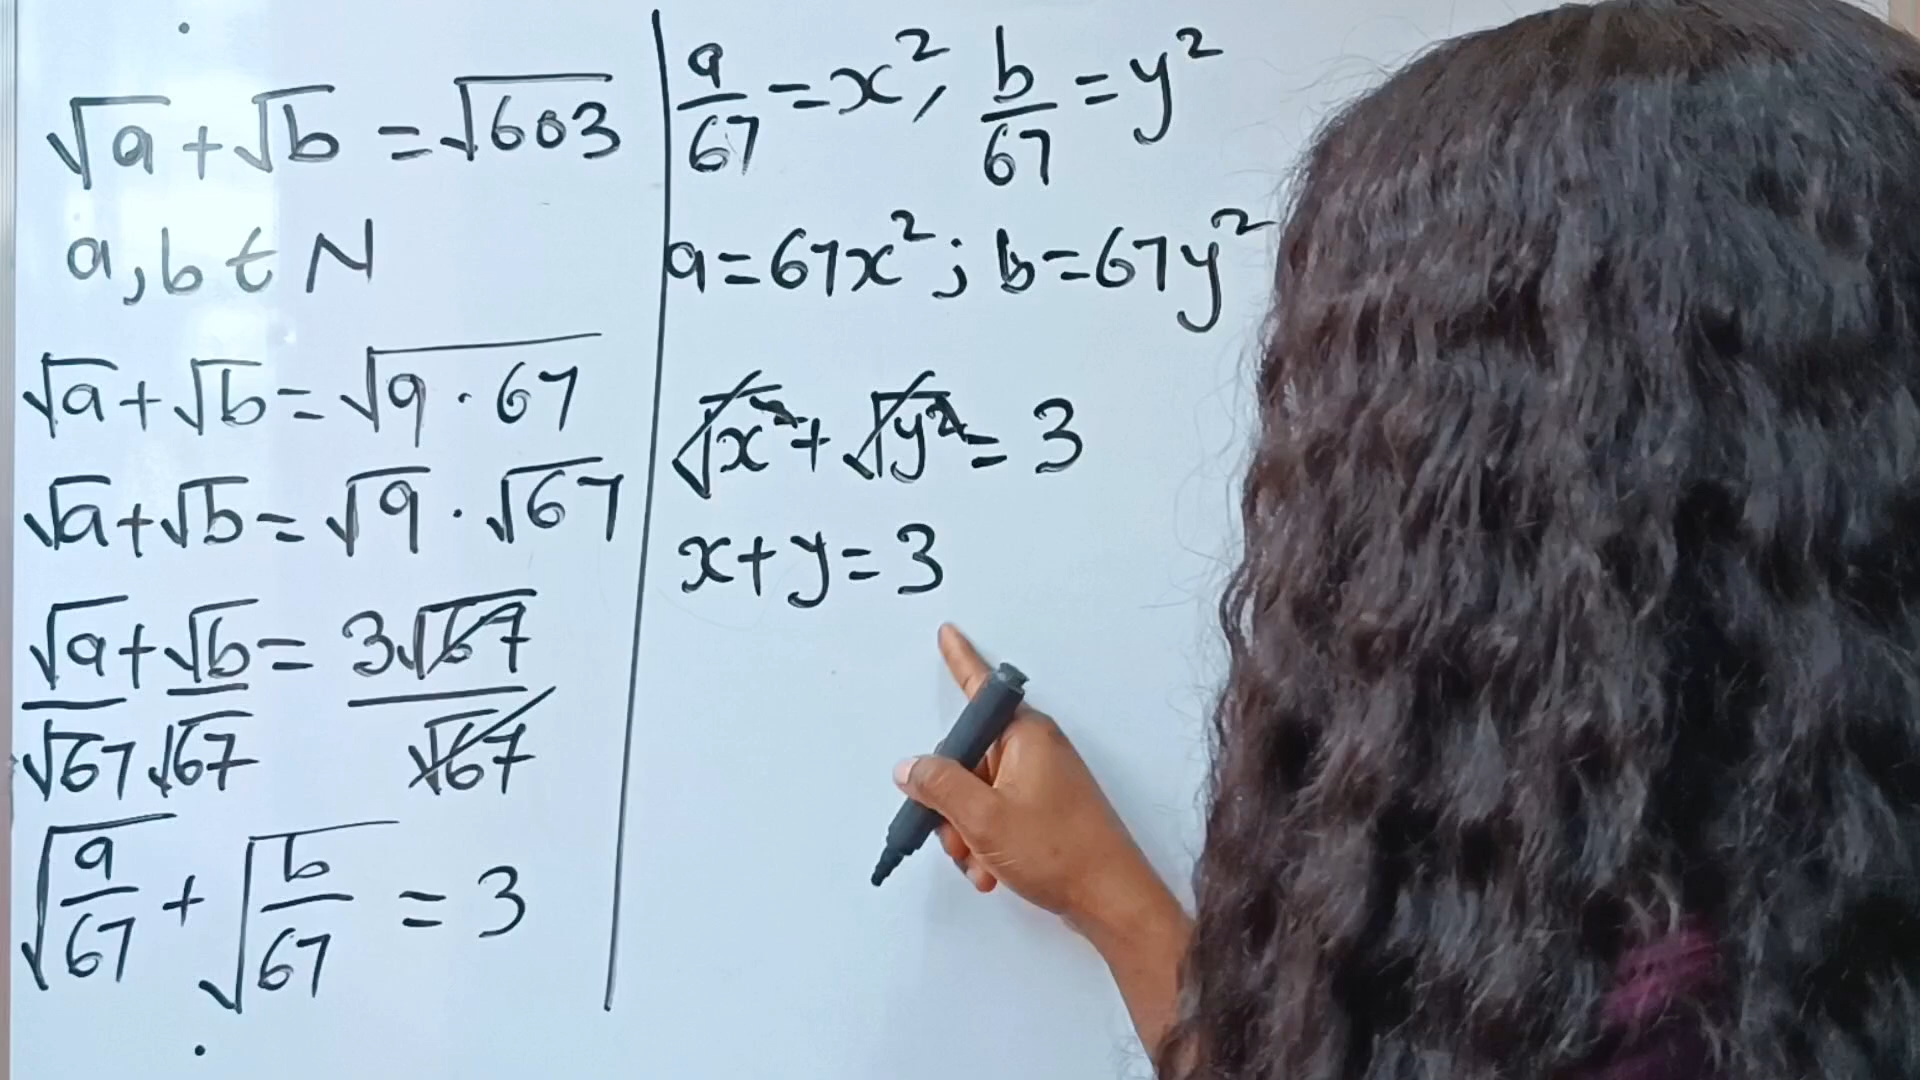 √a + √b = √603
a, b ∈ N
√a + √b = √9 · 67
√a + √b = √9 · √67
√a + √b = 3√67
√67 √67 √67
√a/67 + √b/67 = 3
a/67 = x², b/67 = y²
a = 67x² ; b = 67y²
√x² + √y² = 3
x + y = 3